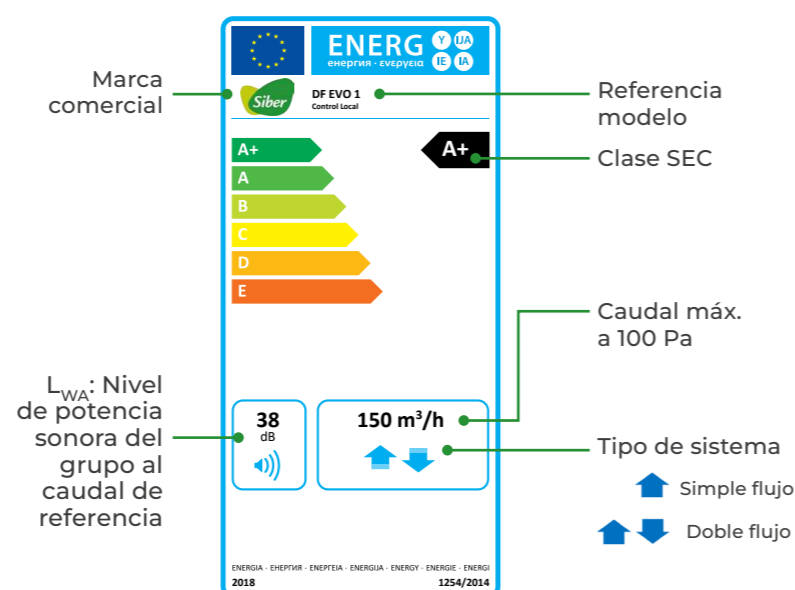 ENERG Y IJA
енергия · ενεργεια IE IA
Marca
comercial
Siber
DF EVO 1
Control Local
Referencia
modelo
A+
A+
Clase SEC
A
B
C
D
E
Caudal máx.
a 100 Pa
L_WA: Nivel
de potencia
sonora del
grupo al
caudal de
referencia
38
dB
150 m³/h
Tipo de sistema
Simple flujo
Doble flujo
ENERGIA - ЕНЕРГИЯ - ΕΝΕΡΓΕΙΑ - ENERGIJA - ENERGY - ENERGIE - ENERGI
2018
1254/2014